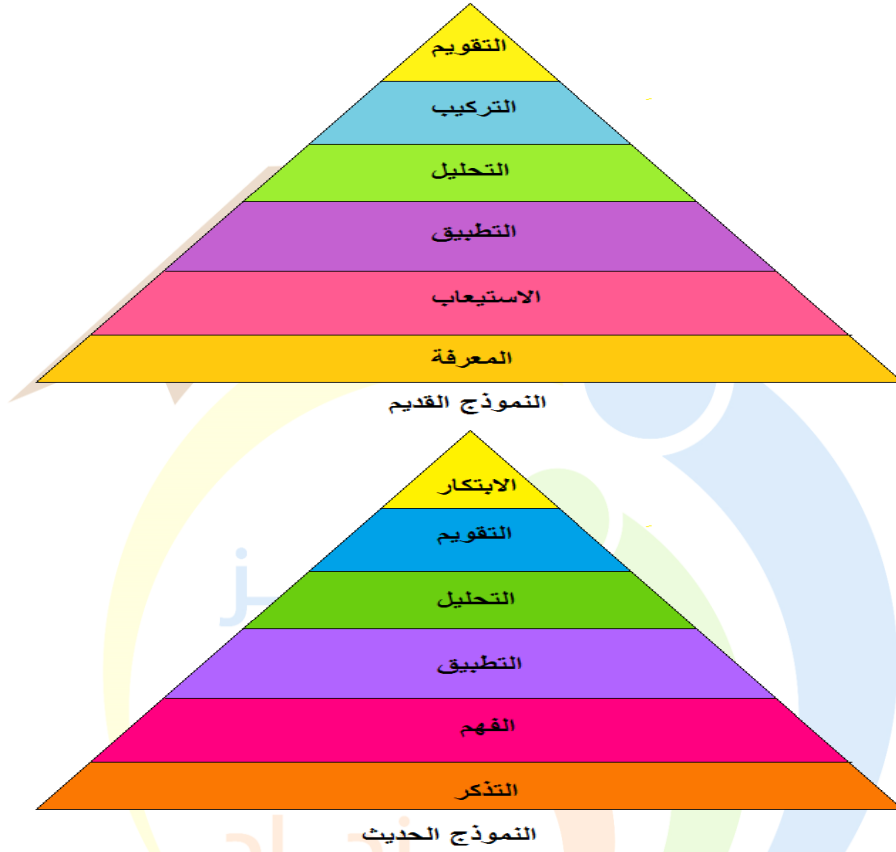 التقويم
التركيب
التحليل
التطبيق
الاستيعاب
المعرفة
النموذج القديم
الابتكار
التقويم
التحليل
التطبيق
الفهم
التذكر
النموذج الحديث